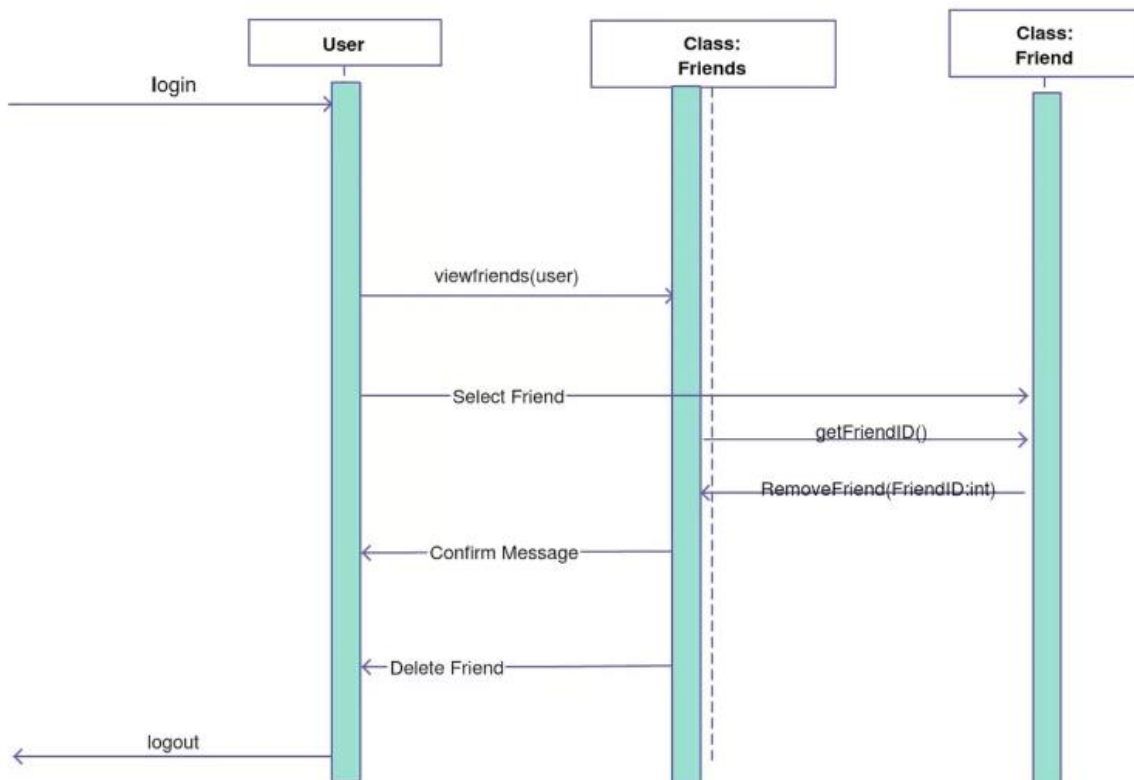 User
Class:
Friends
Class:
Friend
login
viewfriends(user)
Select Friend
getFriendID()
RemoveFriend(FriendID:int)
Confirm Message
Delete Friend
logout